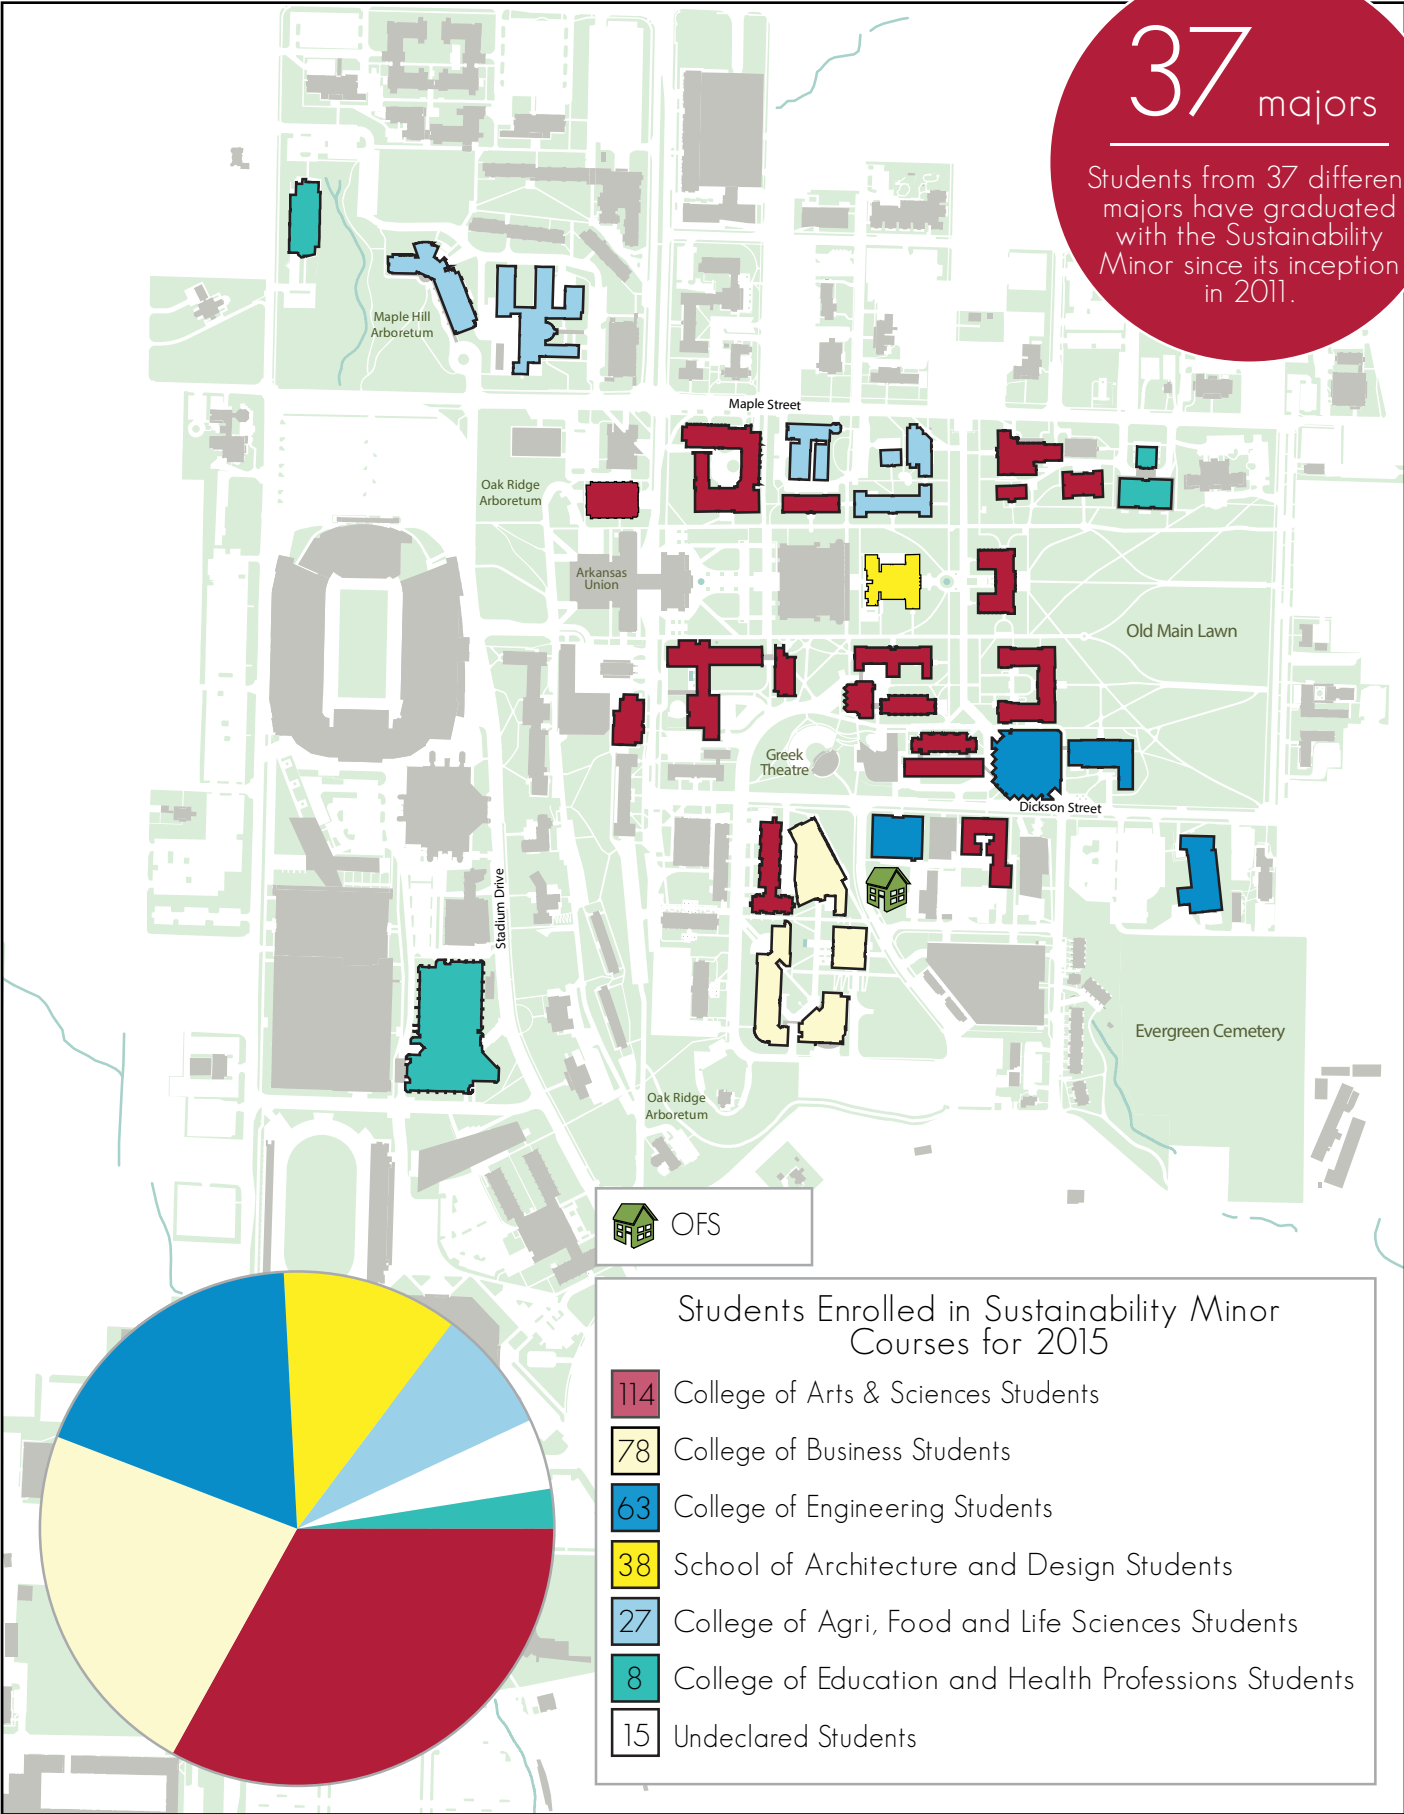 37 majors
Students from 37 differen
majors have graduated
with the Sustainability
Minor since its inception
in 2011.
Maple Hill
Arboretum
Maple Street
Oak Ridge
Arboretum
Arkansas
Union
Old Main Lawn
Greek
Theatre
Dickson Street
Stadium Drive
Evergreen Cemetery
Oak Ridge
Arboretum
OFS
Students Enrolled in Sustainability Minor
Courses for 2015
114 College of Arts & Sciences Students
78 College of Business Students
63 College of Engineering Students
38 School of Architecture and Design Students
27 College of Agri, Food and Life Sciences Students
8 College of Education and Health Professions Students
15 Undeclared Students